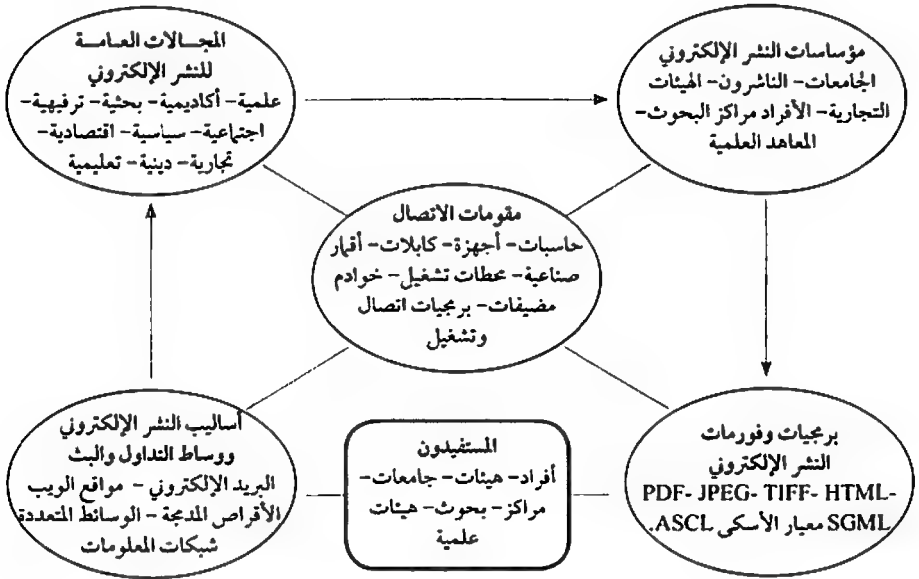 المجالات العامة
للنشر الإلكتروني
علمية- أكاديمية- بحثية- ترفيهية-
اجتماعية- سياسية- اقتصادية-
تجارية- دينية- تعليمية
مؤسسات النشر الإلكتروني
الجامعات- الناشرون- الهيئات
التجارية- الأفراد مراكز البحوث-
المعاهد العلمية
مقومات الاتصال
حاسبات- أجهزة- كابلات- أقمار
صناعية- محطات تشغيل- خوادم
مضيفات- برمجيات اتصال
وتشغيل
أساليب النشر الإلكتروني
ووساط التداول والبث
البريد الإلكتروني - مواقع الويب
الأقراص المدمجة- الوسائط المتعددة
شبكات المعلومات
المستفيدون
أفراد- هيئات- جامعات-
مراكز- بحوث- هيئات
علمية
برمجيات وفورمات
النشر الإلكتروني
PDF- JPEG- TIFF- HTML-
SGML معيار الأسكى ASCL.